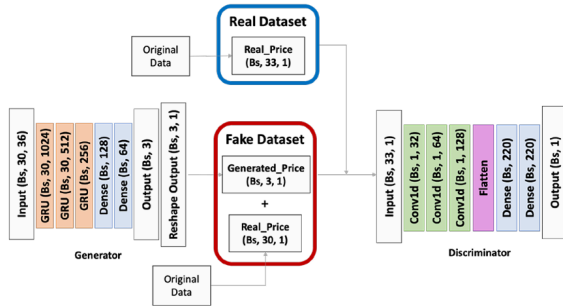 Real Dataset
Original
Data
Real_Price
(Bs, 33, 1)
Input (Bs, 30, 36)
GRU (Bs, 30, 1024)
GRU (Bs, 30, 512)
GRU (Bs, 256)
Dense (Bs, 128)
Dense (Bs, 64)
Output (Bs, 3)
Reshape Output (Bs, 3, 1)
Generator
Fake Dataset
Generated_Price
(Bs, 3, 1)
+
Real_Price
(Bs, 30, 1)
Original
Data
Input (Bs, 33, 1)
Conv1d (Bs, 1, 32)
Conv1d (Bs, 1, 64)
Conv1d (Bs, 1, 128)
Flatten
Dense (Bs, 220)
Dense (Bs, 220)
Output (Bs, 1)
Discriminator